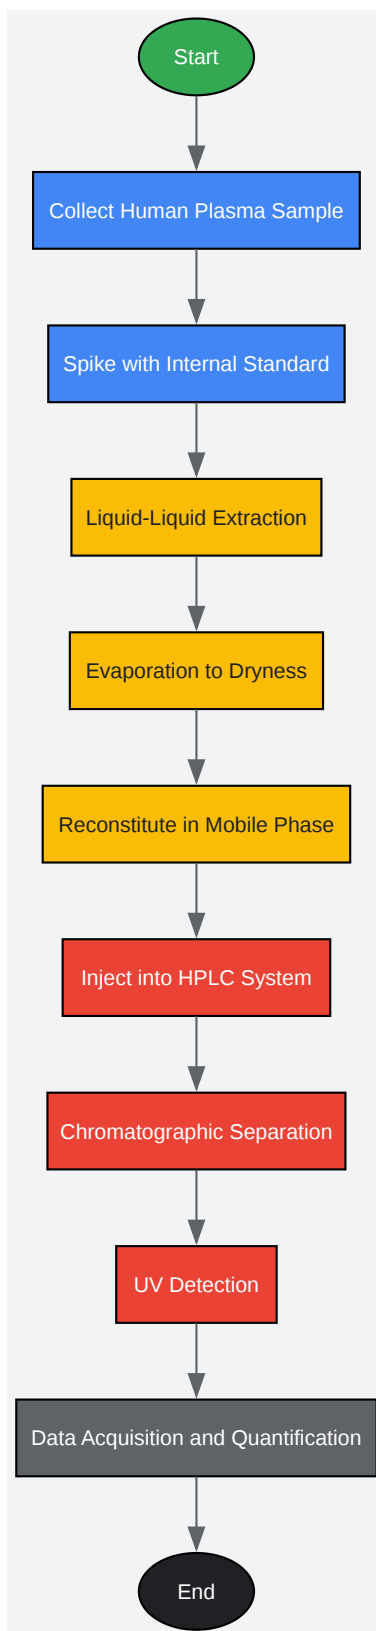 Start
Collect Human Plasma Sample
Spike with Internal Standard
Liquid-Liquid Extraction
Evaporation to Dryness
Reconstitute in Mobile Phase
Inject into HPLC System
Chromatographic Separation
UV Detection
Data Acquisition and Quantification
End